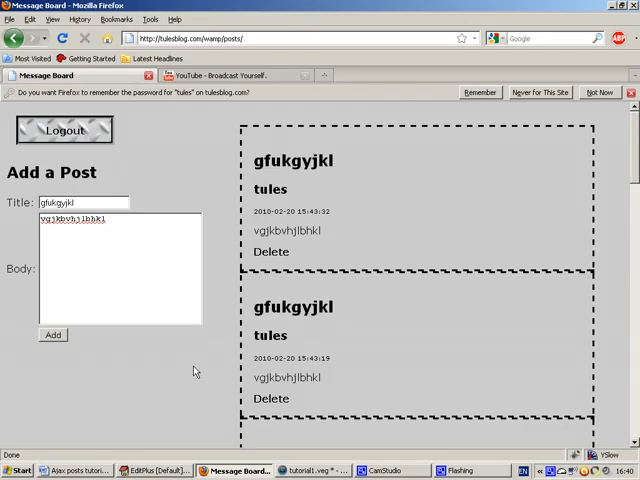 Message Board - Mozilla Firefox
File Edit View History Bookmarks Tools Help
http://tulesblog.com/wamp/posts/
Google
ABP
Most Visited Getting Started Latest Headlines
Message Board YouTube - Broadcast Yourself.
Do you want Firefox to remember the password for "tules" on tulesblog.com? Remember Never for This Site Not Now
Logout
Add a Post
Title: gfukgyjkl
Body: vgjkbvhjlbhkl
Add
gfukgyjkl
tules
2010-02-20 15:43:32
vgjkbvhjlbhkl
Delete
gfukgyjkl
tules
2010-02-20 15:43:19
vgjkbvhjlbhkl
Delete
Done YSlow
Start Ajax posts tutori... EditPlus [Default]... Message Board... tutorial1.veg * - ... CamStudio Flashing EN 16:40